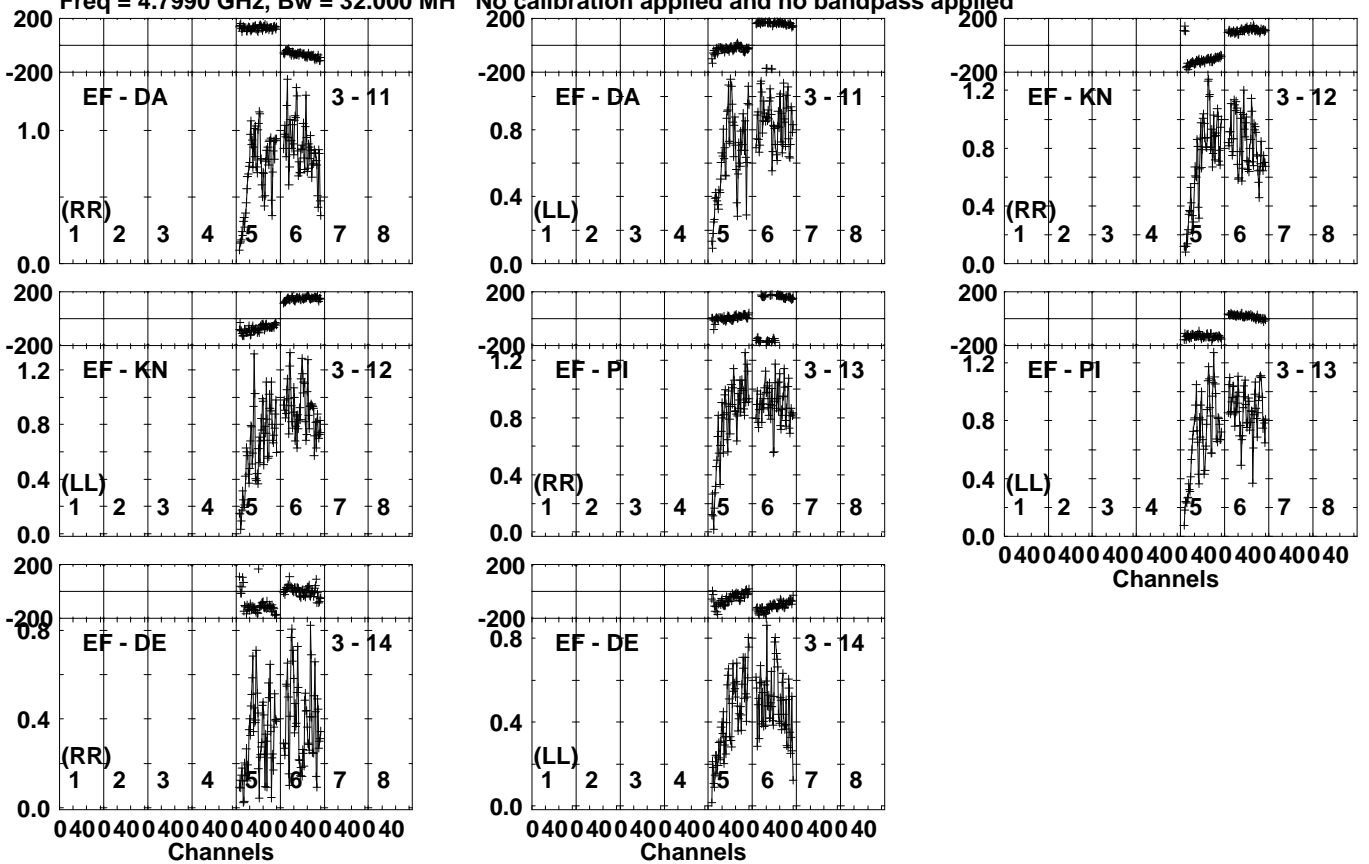 Freq = 4.7990 GHz, Bw = 32.000 MH No calibration applied and no bandpass applied
200 200 200
-200 -200 -200
EF - DA 3 - 11 EF - DA 3 - 11 1.2 EF - KN 3 - 12
1.0 0.8 0.8
0.4 0.4
(RR) (LL) (RR)
1 2 3 4 5 6 7 8 1 2 3 4 5 6 7 8 1 2 3 4 5 6 7 8
0.0 0.0 0.0
200 200 200
-200 -200 -200
1.2 EF - KN 3 - 12 1.2 EF - PI 3 - 13 1.2 EF - PI 3 - 13
0.8 0.8 0.8
0.4 0.4 0.4
(LL) (RR) (LL)
1 2 3 4 5 6 7 8 1 2 3 4 5 6 7 8 1 2 3 4 5 6 7 8
0.0 0.0 0.0
0 40 0 40 0 40 0 40 0 40 0 40 0 40 0 40
Channels
200 200
-200 -200
0.8 EF - DE 3 - 14 0.8 EF - DE 3 - 14
0.4 0.4
(RR) (LL)
1 2 3 4 5 6 7 8 1 2 3 4 5 6 7 8
0.0 0.0
0 40 0 40 0 40 0 40 0 40 0 40 0 40 0 40 0 40 0 40 0 40 0 40 0 40 0 40 0 40 0 40
Channels Channels